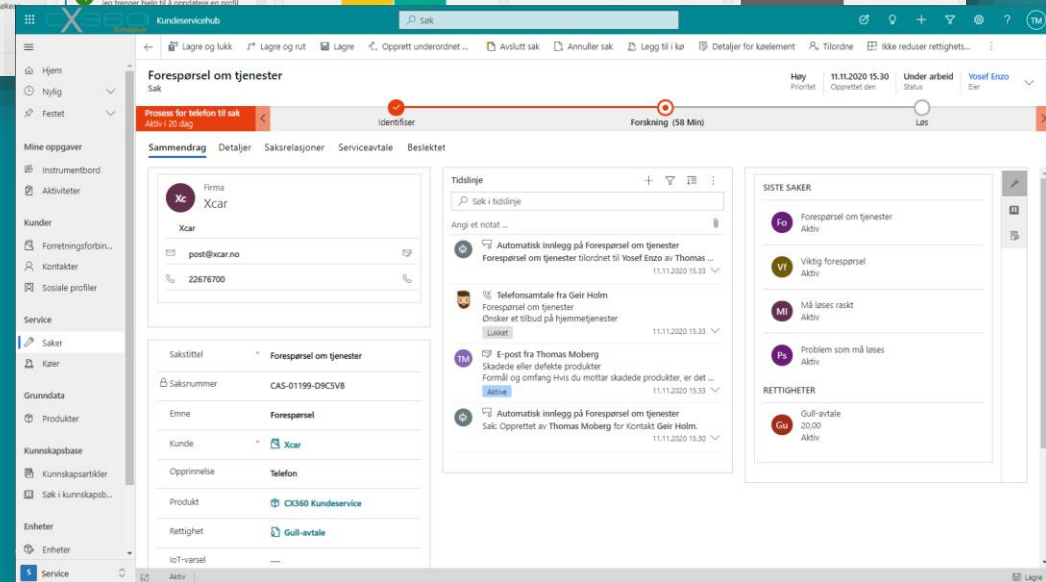 Jeg trenger hjelp til å oppdatere en profil
CX360
Kundeservicehub
Søk
TM
Lagre og lukk
Lagre og rut
Lagre
Opprett underordnet ...
Avslutt sak
Annuller sak
Legg til i kø
Detaljer for køelement
Tilordne
Ikke reduser rettighets...
Hjem
Nylig
Festet
Mine oppgaver
Instrumentbord
Aktiviteter
Kunder
Forretningsforbin...
Kontakter
Sosiale profiler
Service
Saker
Køer
Grunndata
Produkter
Kunnskapsbase
Kunnskapsartikler
Søk i kunnskapsb...
Enheter
Enheter
S Service
Forespørsel om tjenester
Sak
Høy
Prioritet
11.11.2020 15.30
Opprettet den
Under arbeid
Status
Yosef Enzo
Eier
Prosess for telefon til sak
Aktiv i 20 dag
Identifiser
Forskning (58 Min)
Løs
Sammendrag Detaljer Saksrelasjoner Serviceavtale Beslektet
Xc
Firma
Xcar
Xcar
post@xcar.no
22676700
Sakstittel * Forespørsel om tjenester
Saksnummer CAS-01199-D9C5V8
Emne Forespørsel
Kunde * Xcar
Opprinnelse Telefon
Produkt CX360 Kundeservice
Rettighet Gull-avtale
IoT-varsel ---
Tidslinje
Søk i tidslinje
Angi et notat ...
Automatisk innlegg på Forespørsel om tjenester
Forespørsel om tjenester tilordnet til Yosef Enzo av Thomas ...
11.11.2020 15.33
Telefonsamtale fra Geir Holm
Forespørsel om tjenester
Ønsker et tilbud på hjemmetjenester
Lukket 11.11.2020 15.33
TM E-post fra Thomas Moberg
Skadede eller defekte produkter
Formål og omfang Hvis du mottar skadede produkter, er det ...
Aktive 11.11.2020 15.33
Automatisk innlegg på Forespørsel om tjenester
Sak: Opprettet av Thomas Moberg for Kontakt Geir Holm.
11.11.2020 15.30
SISTE SAKER
Fo Forespørsel om tjenester
Aktiv
Vf Viktig forespørsel
Aktiv
Ml Må løses raskt
Aktiv
Ps Problem som må løses
Aktiv
RETTIGHETER
Gu Gull-avtale
20,00
Aktiv
Aktiv
Lagre